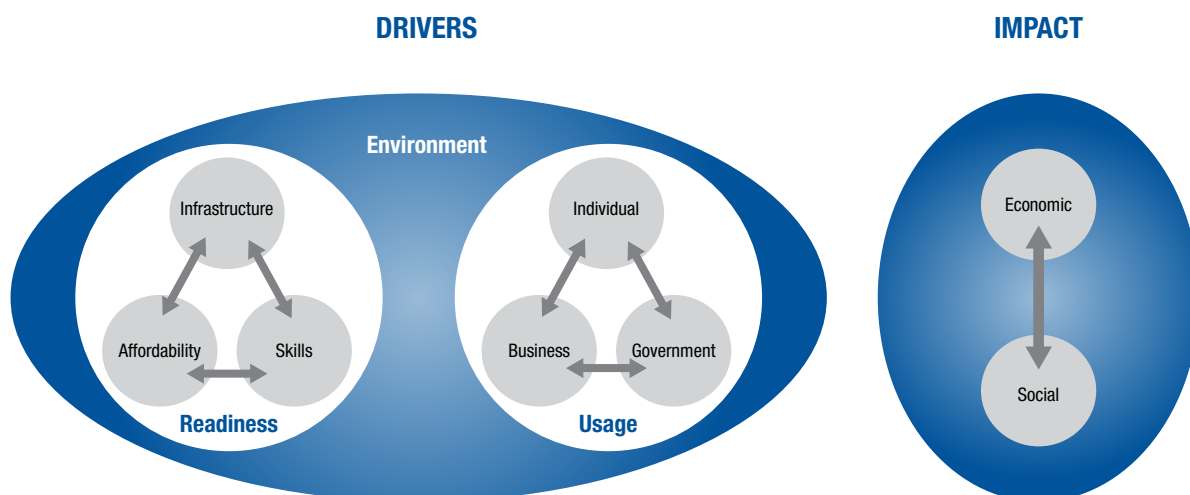 DRIVERS
IMPACT
Environment
Infrastructure
Affordability
Skills
Readiness
Individual
Business
Government
Usage
Economic
Social